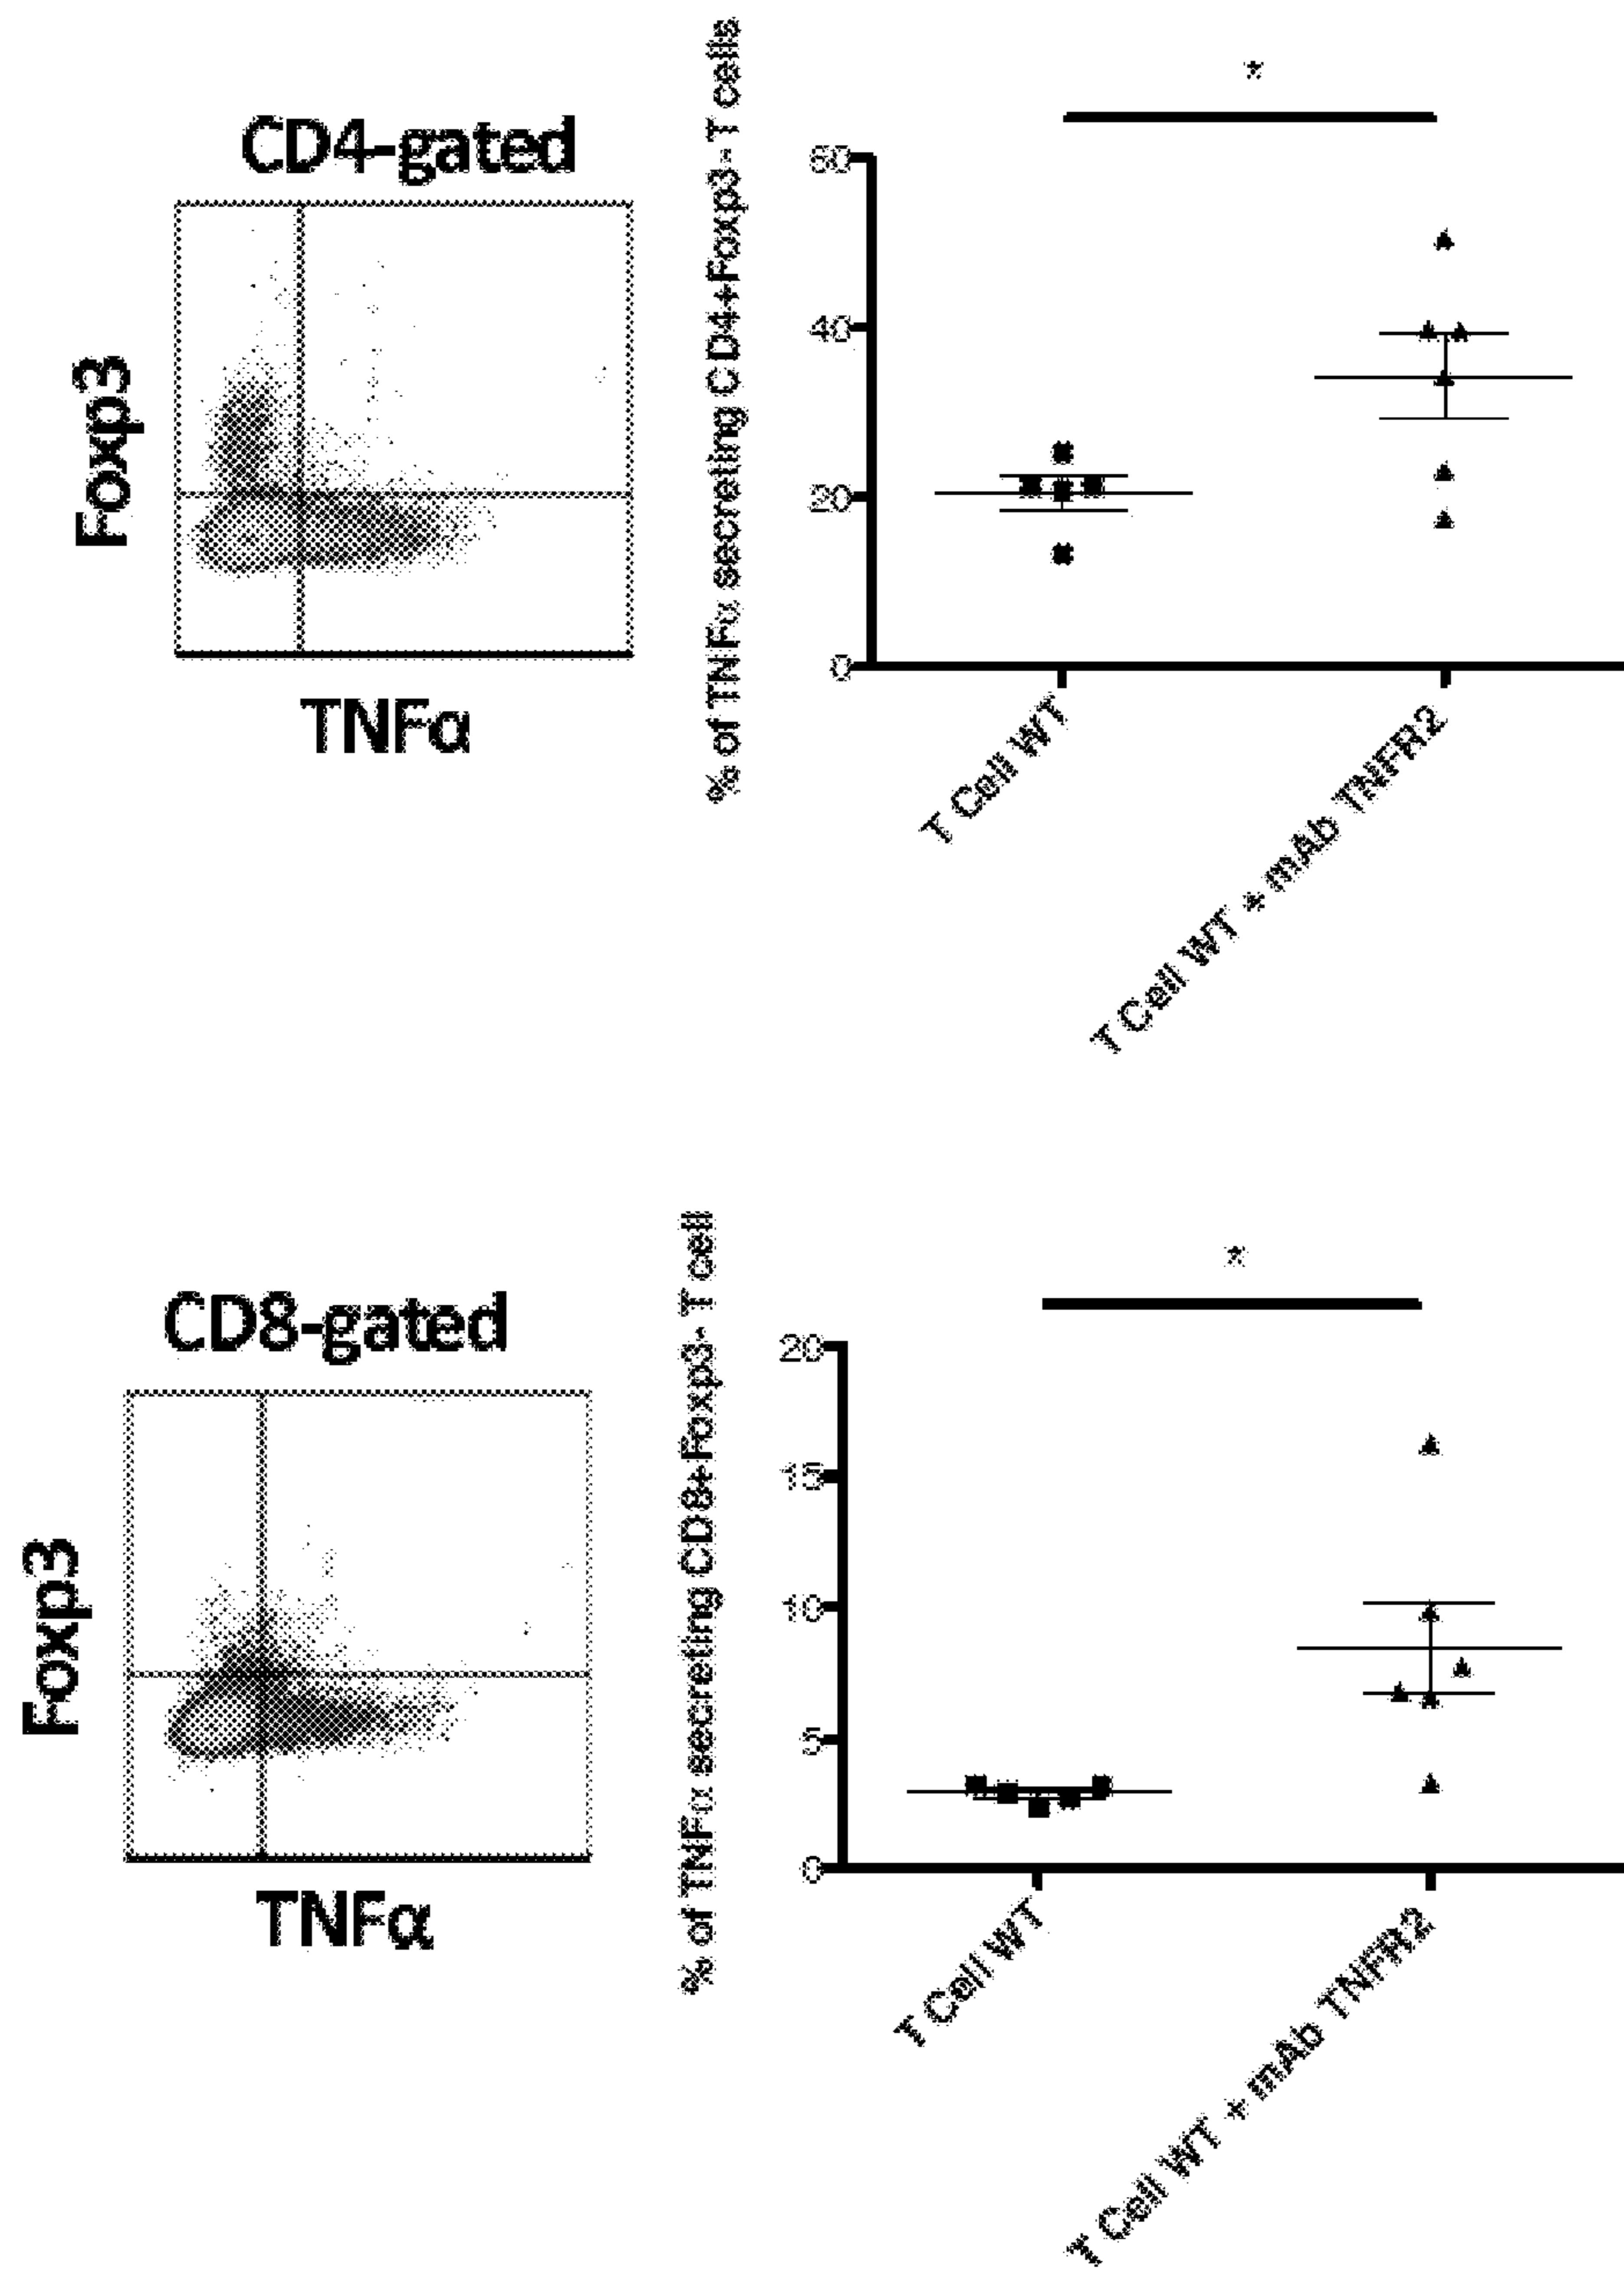 CD4-gated
Foxp3
TNFα
% of TNFα secreting CD4+Foxp3- T cells
*
60
40
20
0
T Cell WT
T Cell WT + mAb TNFR2
CD8-gated
Foxp3
TNFα
% of TNFα secreting CD8+Foxp3- T cell
*
20
15
10
5
0
T Cell WT
T Cell WT + mAb TNFR2